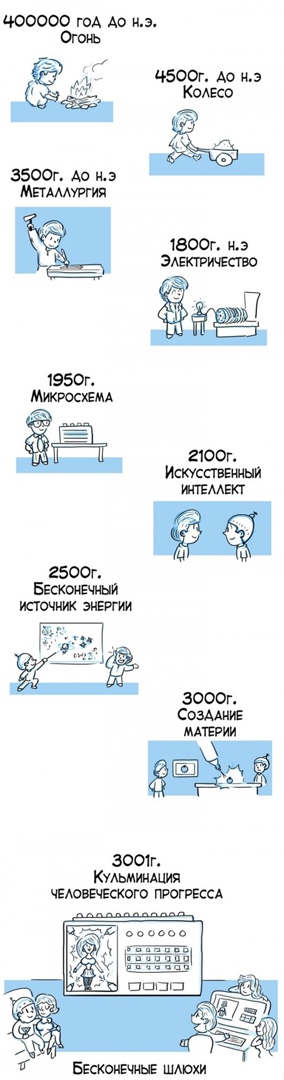 400000 год до н.э.
Огонь
4500г. до н.э
Колесо
3500г. до н.э
Металлургия
1800г. н.э
Электричество
1950г.
Микросхема
2100г.
Искусственный
интеллект
2500г.
Бесконечный
источник энергии
3000г.
Создание
материи
3001г.
Кульминация
человеческого прогресса
Бесконечные шлюхи